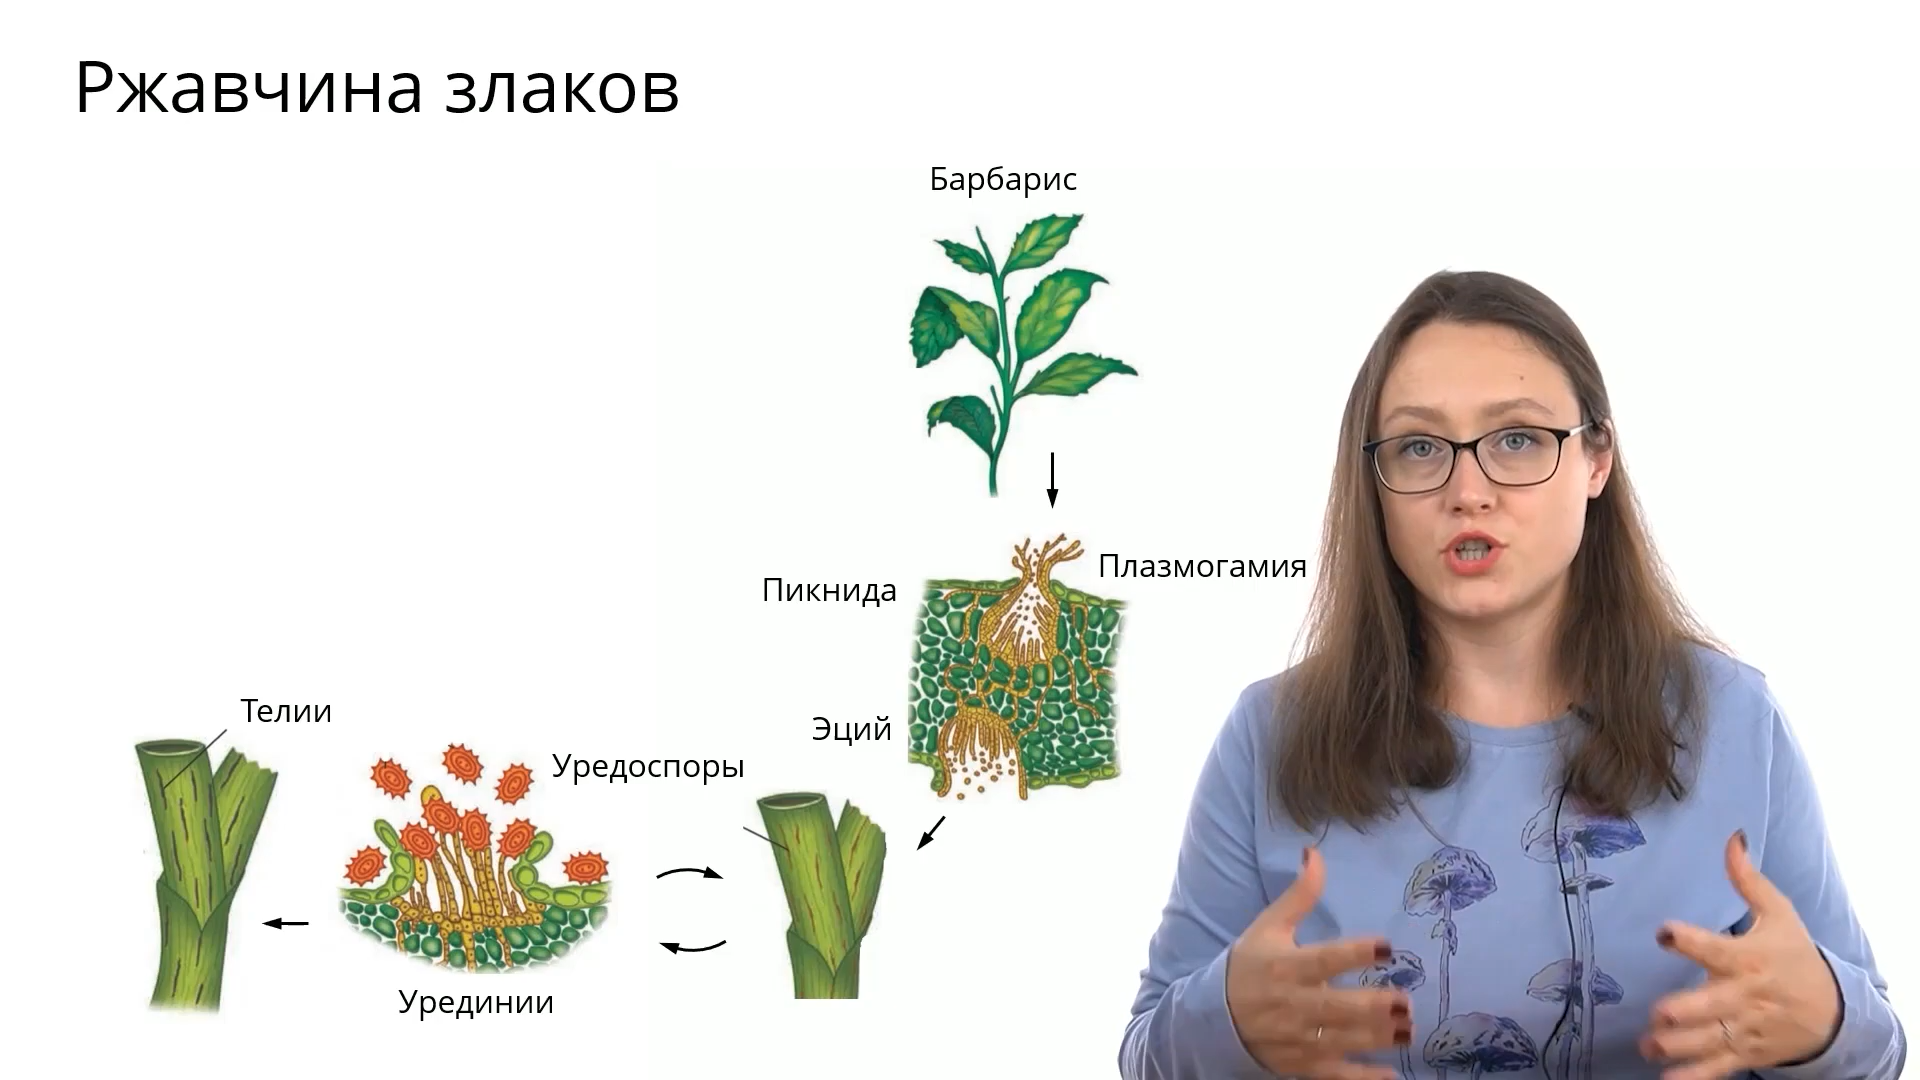 Ржавчина злаков
Барбарис
Плазмогамия
Пикнида
Эций
Телии
Уредоспоры
Урединии